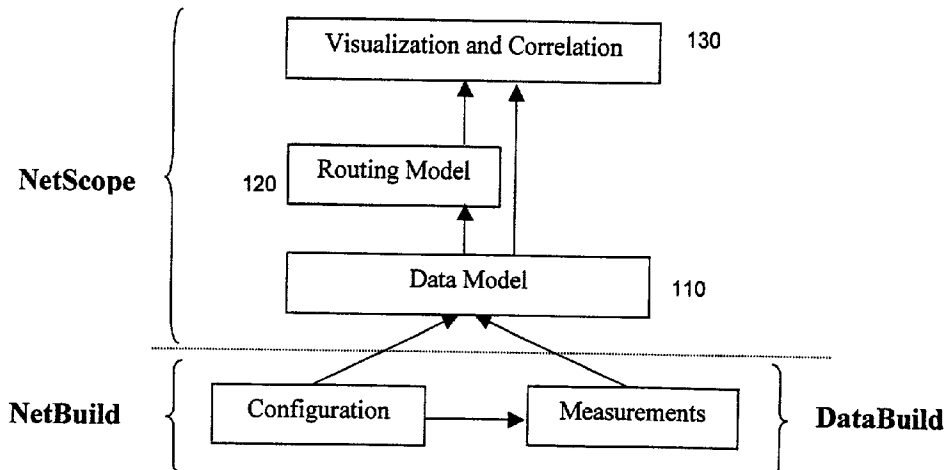 Visualization and Correlation
130
NetScope
120
Routing Model
Data Model
110
NetBuild
Configuration
Measurements
DataBuild